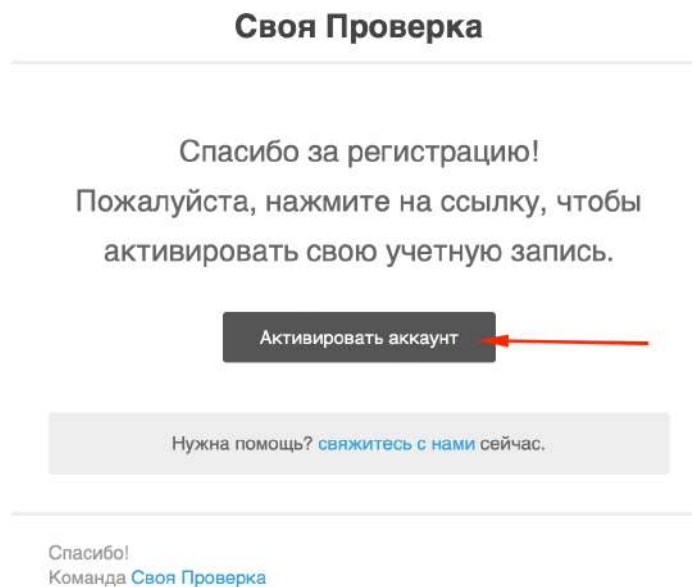 Своя Проверка
Спасибо за регистрацию!
Пожалуйста, нажмите на ссылку, чтобы
активировать свою учетную запись.
Активировать аккаунт
Нужна помощь? свяжитесь с нами сейчас.
Спасибо!
Команда Своя Проверка